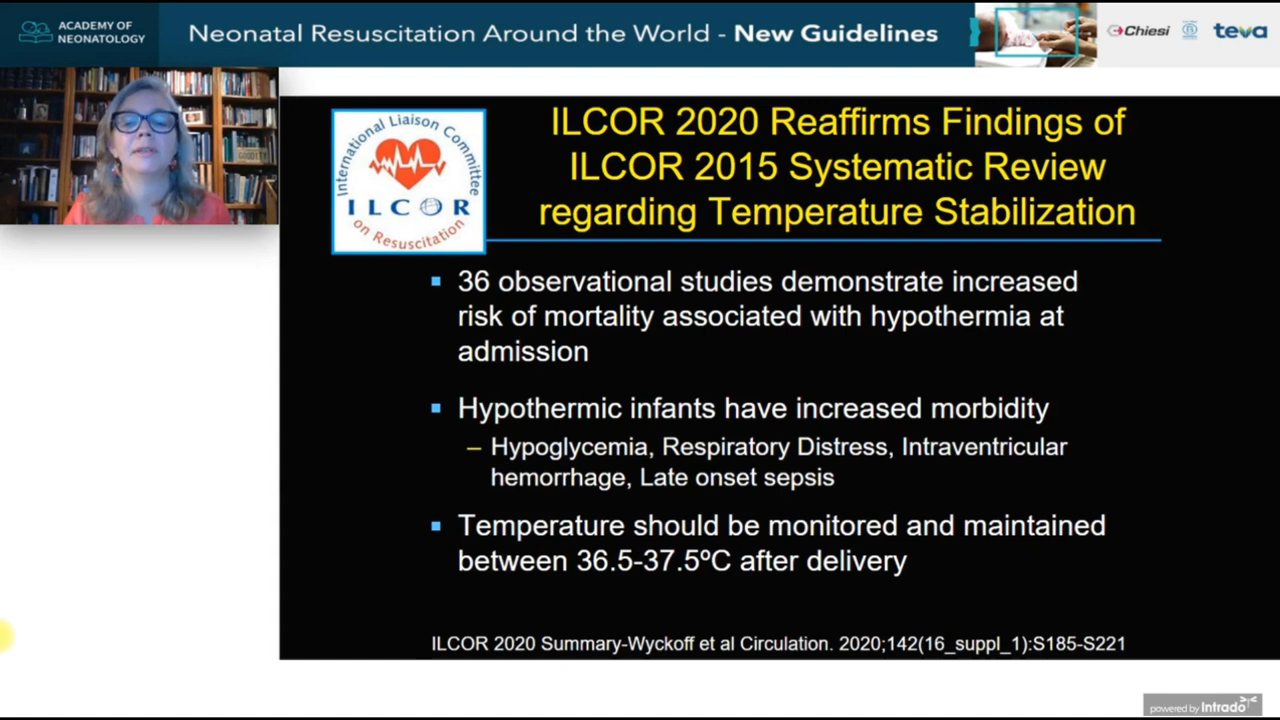 ACADEMY OF
NEONATOLOGY
Neonatal Resuscitation Around the World - New Guidelines
Chiesi
teva
International Liaison Committee
ILCOR
on Resuscitation
ILCOR 2020 Reaffirms Findings of
ILCOR 2015 Systematic Review
regarding Temperature Stabilization
36 observational studies demonstrate increased
risk of mortality associated with hypothermia at
admission
Hypothermic infants have increased morbidity
– Hypoglycemia, Respiratory Distress, Intraventricular
hemorrhage, Late onset sepsis
Temperature should be monitored and maintained
between 36.5-37.5ºC after delivery
ILCOR 2020 Summary-Wyckoff et al Circulation. 2020;142(16_suppl_1):S185-S221
powered by Intrado